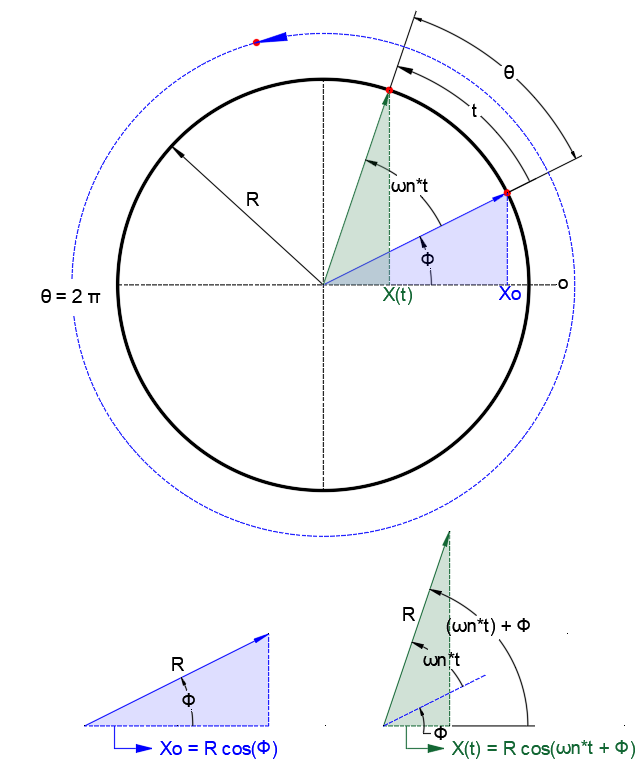 θ
t
R
ωn*t
Φ
o
X(t)
Xo
θ = 2 π
R
(ωn*t) + Φ
R
ωn*t
Φ
Φ
Xo = R cos(Φ)
X(t) = R cos(ωn*t + Φ)